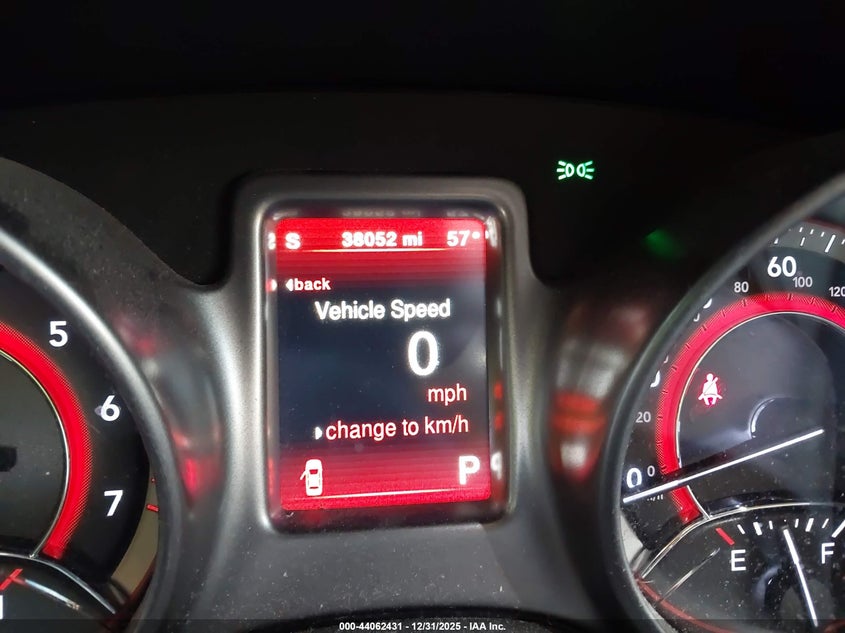 S 38052 mi 57°
back
Vehicle Speed
0
mph
change to km/h
P
5
6
7
60
80
100
120
20
0
0
E
F
H
000-44062431 - 12/31/2025 - IAA Inc.